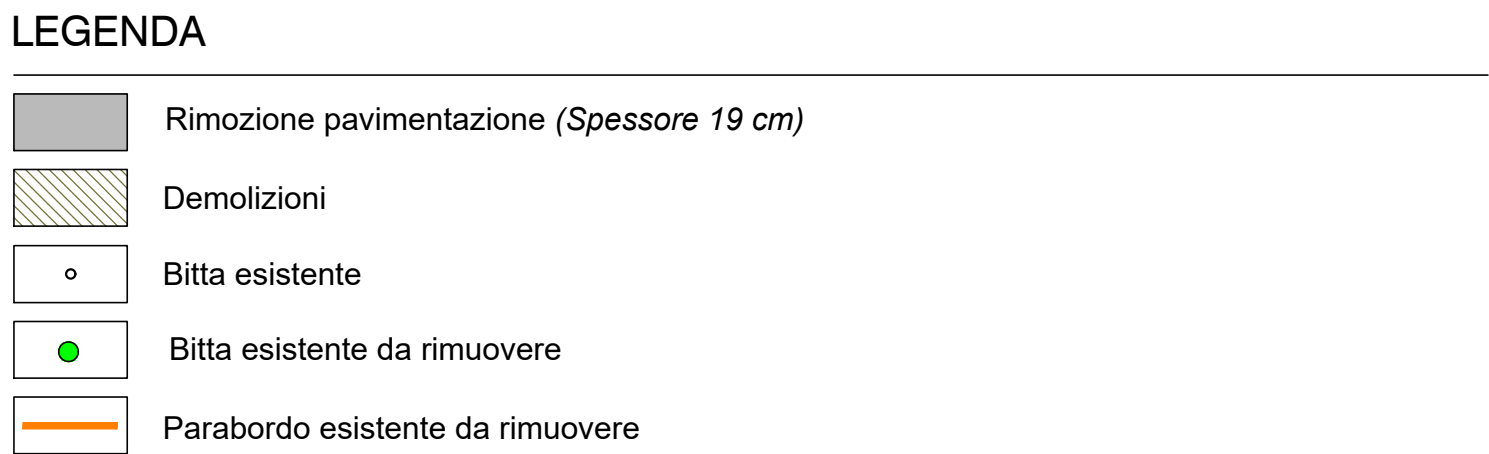 LEGENDA
Rimozione pavimentazione (Spessore 19 cm)
Demolizioni
Bitta esistente
Bitta esistente da rimuovere
Parabordo esistente da rimuovere